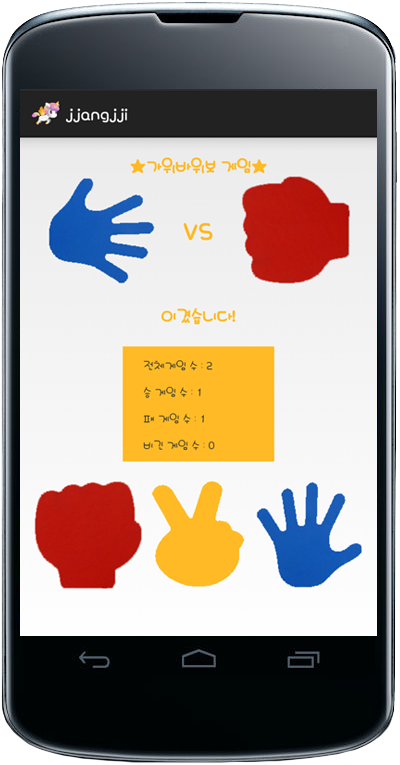 jjangjji
★가위바위보 게임★
VS
이겼습니다!
전체게임 수 : 2
승 게임 수 : 1
패 게임 수 : 1
비긴 게임 수 : 0